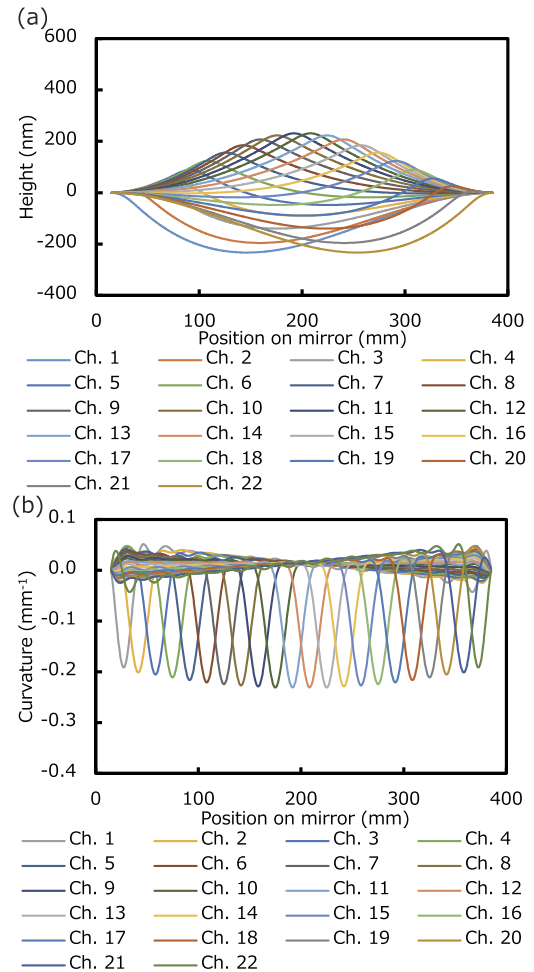 (a)
600
400
200
0
-200
-400
Height (nm)
0 100 200 300 400
Position on mirror (mm)
Ch. 1 Ch. 2 Ch. 3 Ch. 4
Ch. 5 Ch. 6 Ch. 7 Ch. 8
Ch. 9 Ch. 10 Ch. 11 Ch. 12
Ch. 13 Ch. 14 Ch. 15 Ch. 16
Ch. 17 Ch. 18 Ch. 19 Ch. 20
Ch. 21 Ch. 22
(b)
0.1
0.0
-0.1
-0.2
-0.3
-0.4
Curvature (mm⁻¹)
0 100 200 300 400
Position on mirror (mm)
Ch. 1 Ch. 2 Ch. 3 Ch. 4
Ch. 5 Ch. 6 Ch. 7 Ch. 8
Ch. 9 Ch. 10 Ch. 11 Ch. 12
Ch. 13 Ch. 14 Ch. 15 Ch. 16
Ch. 17 Ch. 18 Ch. 19 Ch. 20
Ch. 21 Ch. 22